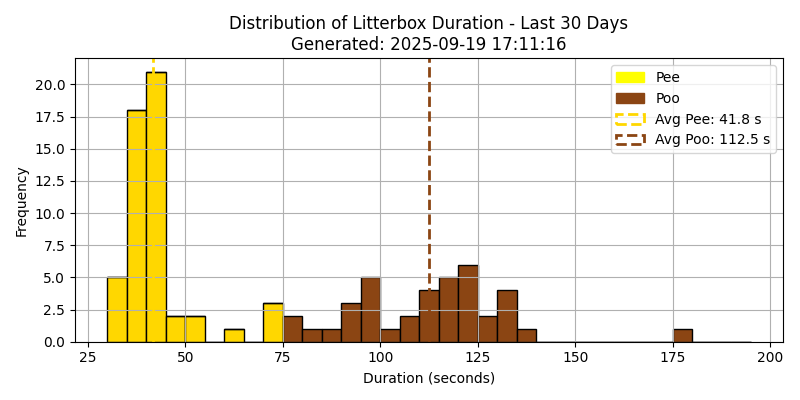 Distribution of Litterbox Duration - Last 30 Days
Generated: 2025-09-19 17:11:16
Frequency
20.0
17.5
15.0
12.5
10.0
7.5
5.0
2.5
0.0
Pee
Poo
Avg Pee: 41.8 s
Avg Poo: 112.5 s
25 50 75 100 125 150 175 200
Duration (seconds)